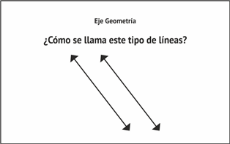 Eje Geometría
¿Cómo se llama este tipo de líneas?